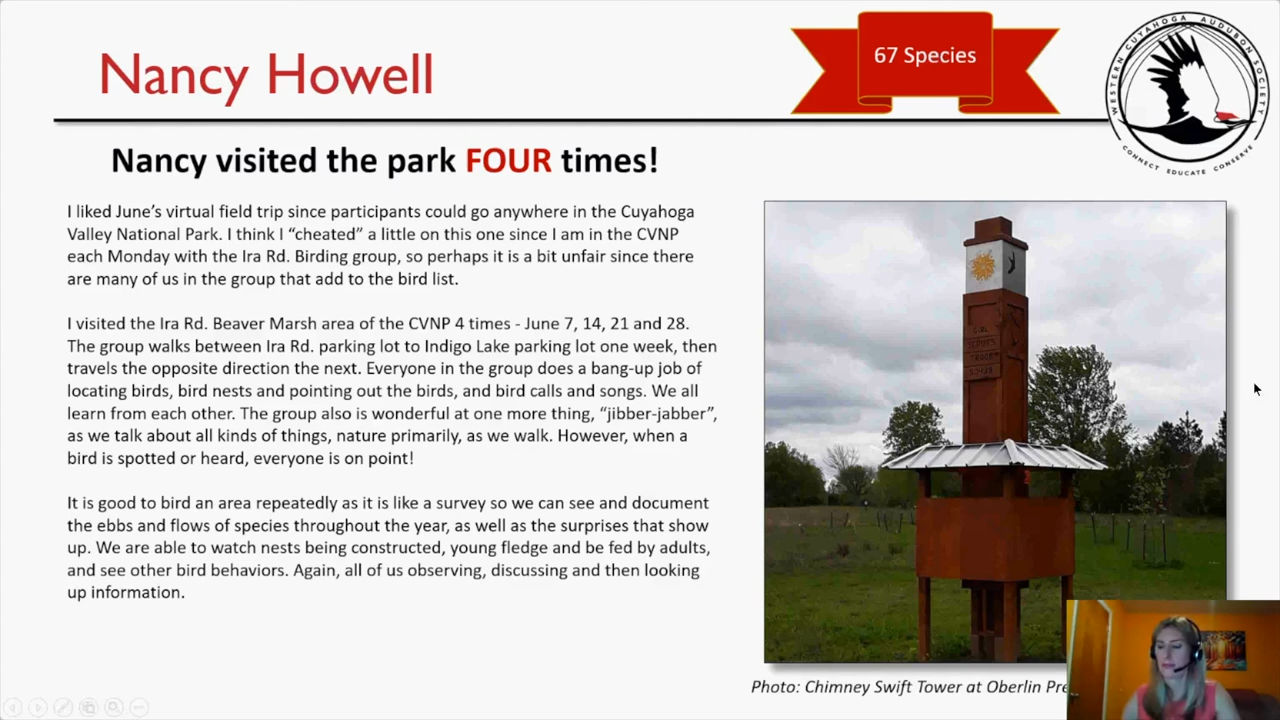 Nancy Howell
67 Species
WESTERN CUYAHOGA AUDUBON SOCIETY
CONNECT EDUCATE CONSERVE
Nancy visited the park FOUR times!
I liked June's virtual field trip since participants could go anywhere in the Cuyahoga
Valley National Park. I think I “cheated” a little on this one since I am in the CVNP
each Monday with the Ira Rd. Birding group, so perhaps it is a bit unfair since there
are many of us in the group that add to the bird list.
I visited the Ira Rd. Beaver Marsh area of the CVNP 4 times - June 7, 14, 21 and 28.
The group walks between Ira Rd. parking lot to Indigo Lake parking lot one week, then
travels the opposite direction the next. Everyone in the group does a bang-up job of
locating birds, bird nests and pointing out the birds, and bird calls and songs. We all
learn from each other. The group also is wonderful at one more thing, “jibber-jabber”,
as we talk about all kinds of things, nature primarily, as we walk. However, when a
bird is spotted or heard, everyone is on point!
It is good to bird an area repeatedly as it is like a survey so we can see and document
the ebbs and flows of species throughout the year, as well as the surprises that show
up. We are able to watch nests being constructed, young fledge and be fed by adults,
and see other bird behaviors. Again, all of us observing, discussing and then looking
up information.
GIRL
SCOUTS
TROOP
Photo: Chimney Swift Tower at Oberlin Pre